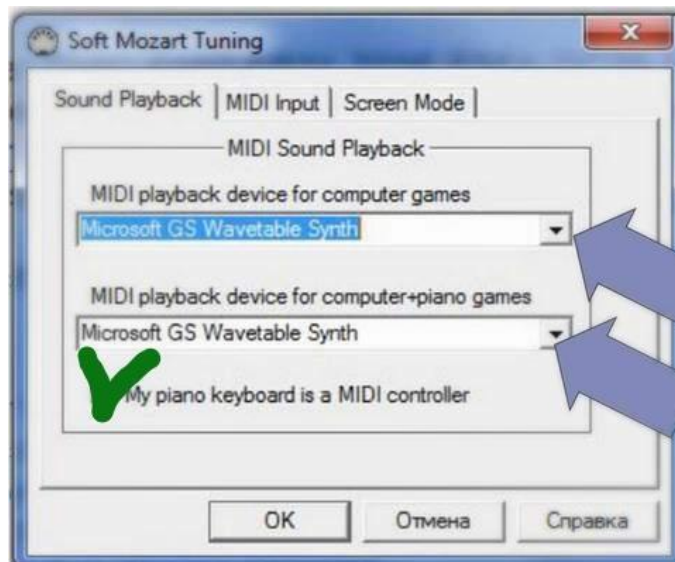 Soft Mozart Tuning
Sound Playback MIDI Input Screen Mode
MIDI Sound Playback
MIDI playback device for computer games
Microsoft GS Wavetable Synth
MIDI playback device for computer+piano games
Microsoft GS Wavetable Synth
My piano keyboard is a MIDI controller
OK Отмена Справка